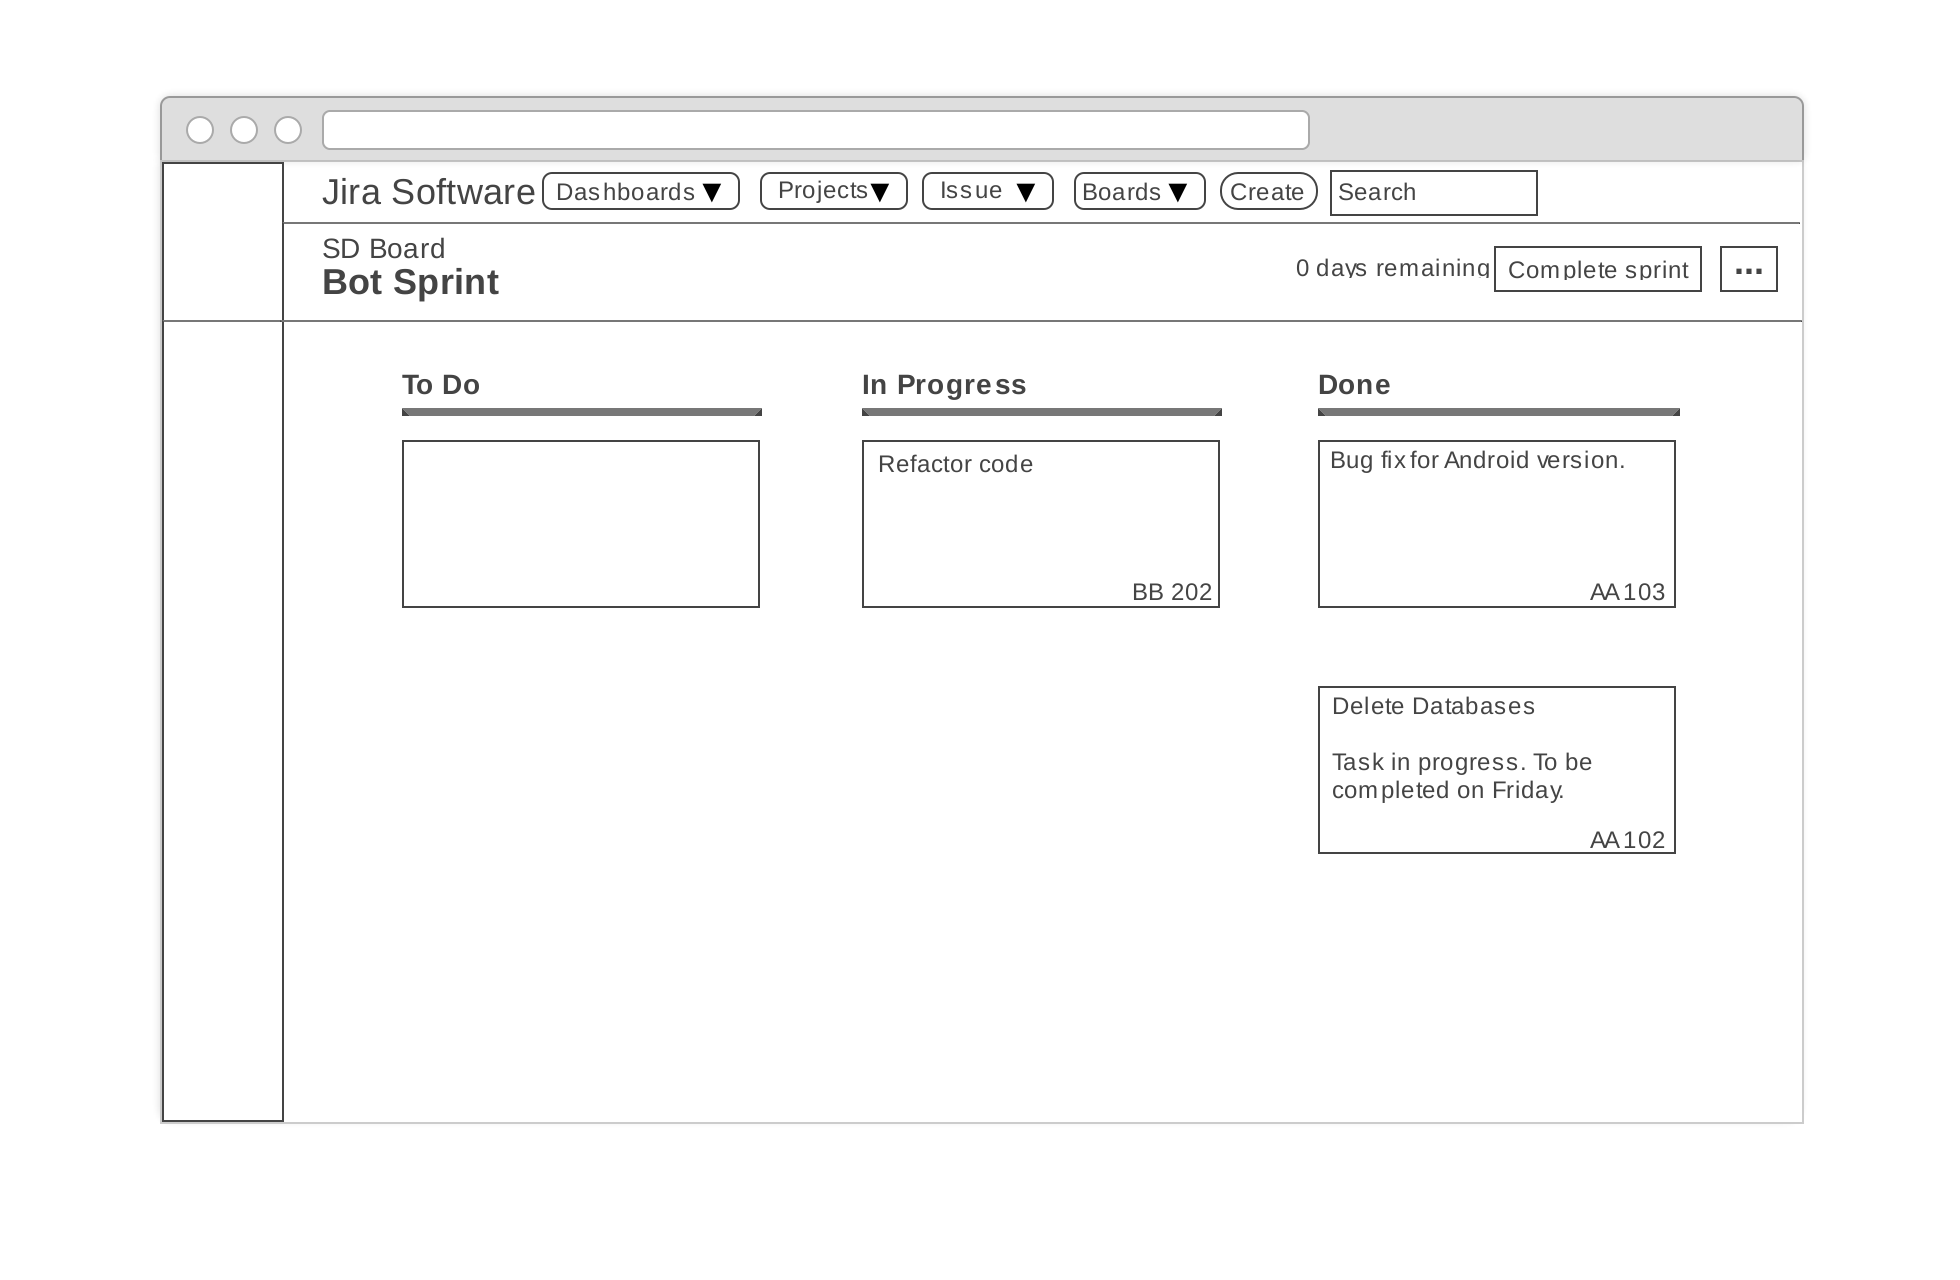 Jira Software Dashboards ▼ Projects ▼ Issue ▼ Boards ▼ Create Search
SD Board
Bot Sprint
0 days remaining Complete sprint ...
To Do In Progress Done
Refactor code
BB 202
Bug fix for Android version.
AA 103
Delete Databases
Task in progress. To be
completed on Friday.
AA 102